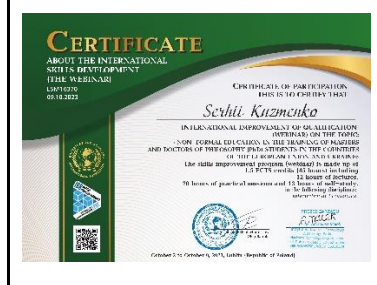 CERTIFICATE
ABOUT THE INTERNATIONAL
SKILLS DEVELOPMENT
(THE WEBINAR)
09.10.2023
CERTIFICATE OF PARTICIPATION
THIS IS TO CERTIFY THAT
Serhii Kuzmenko
INTERNATIONAL IMPROVEMENT OF QUALIFICATION
(WEBINAR) ON THE TOPIC:
NON-FORMAL EDUCATION IN THE TRAINING OF MASTERS
AND DOCTORS OF PHILOSOPHY (PhD) STUDENTS IN THE COUNTRIES
OF THE EUROPEAN UNION AND UKRAINE
The skills improvement program (webinar) is made up of
1.5 ECTS credits (45 hours) including
12 hours of lectures,
20 hours of practical sessions and 13 hours of self-study,
in the following disciplines:
October 2 to October 9, 2023, Lublin (Republic of Poland)